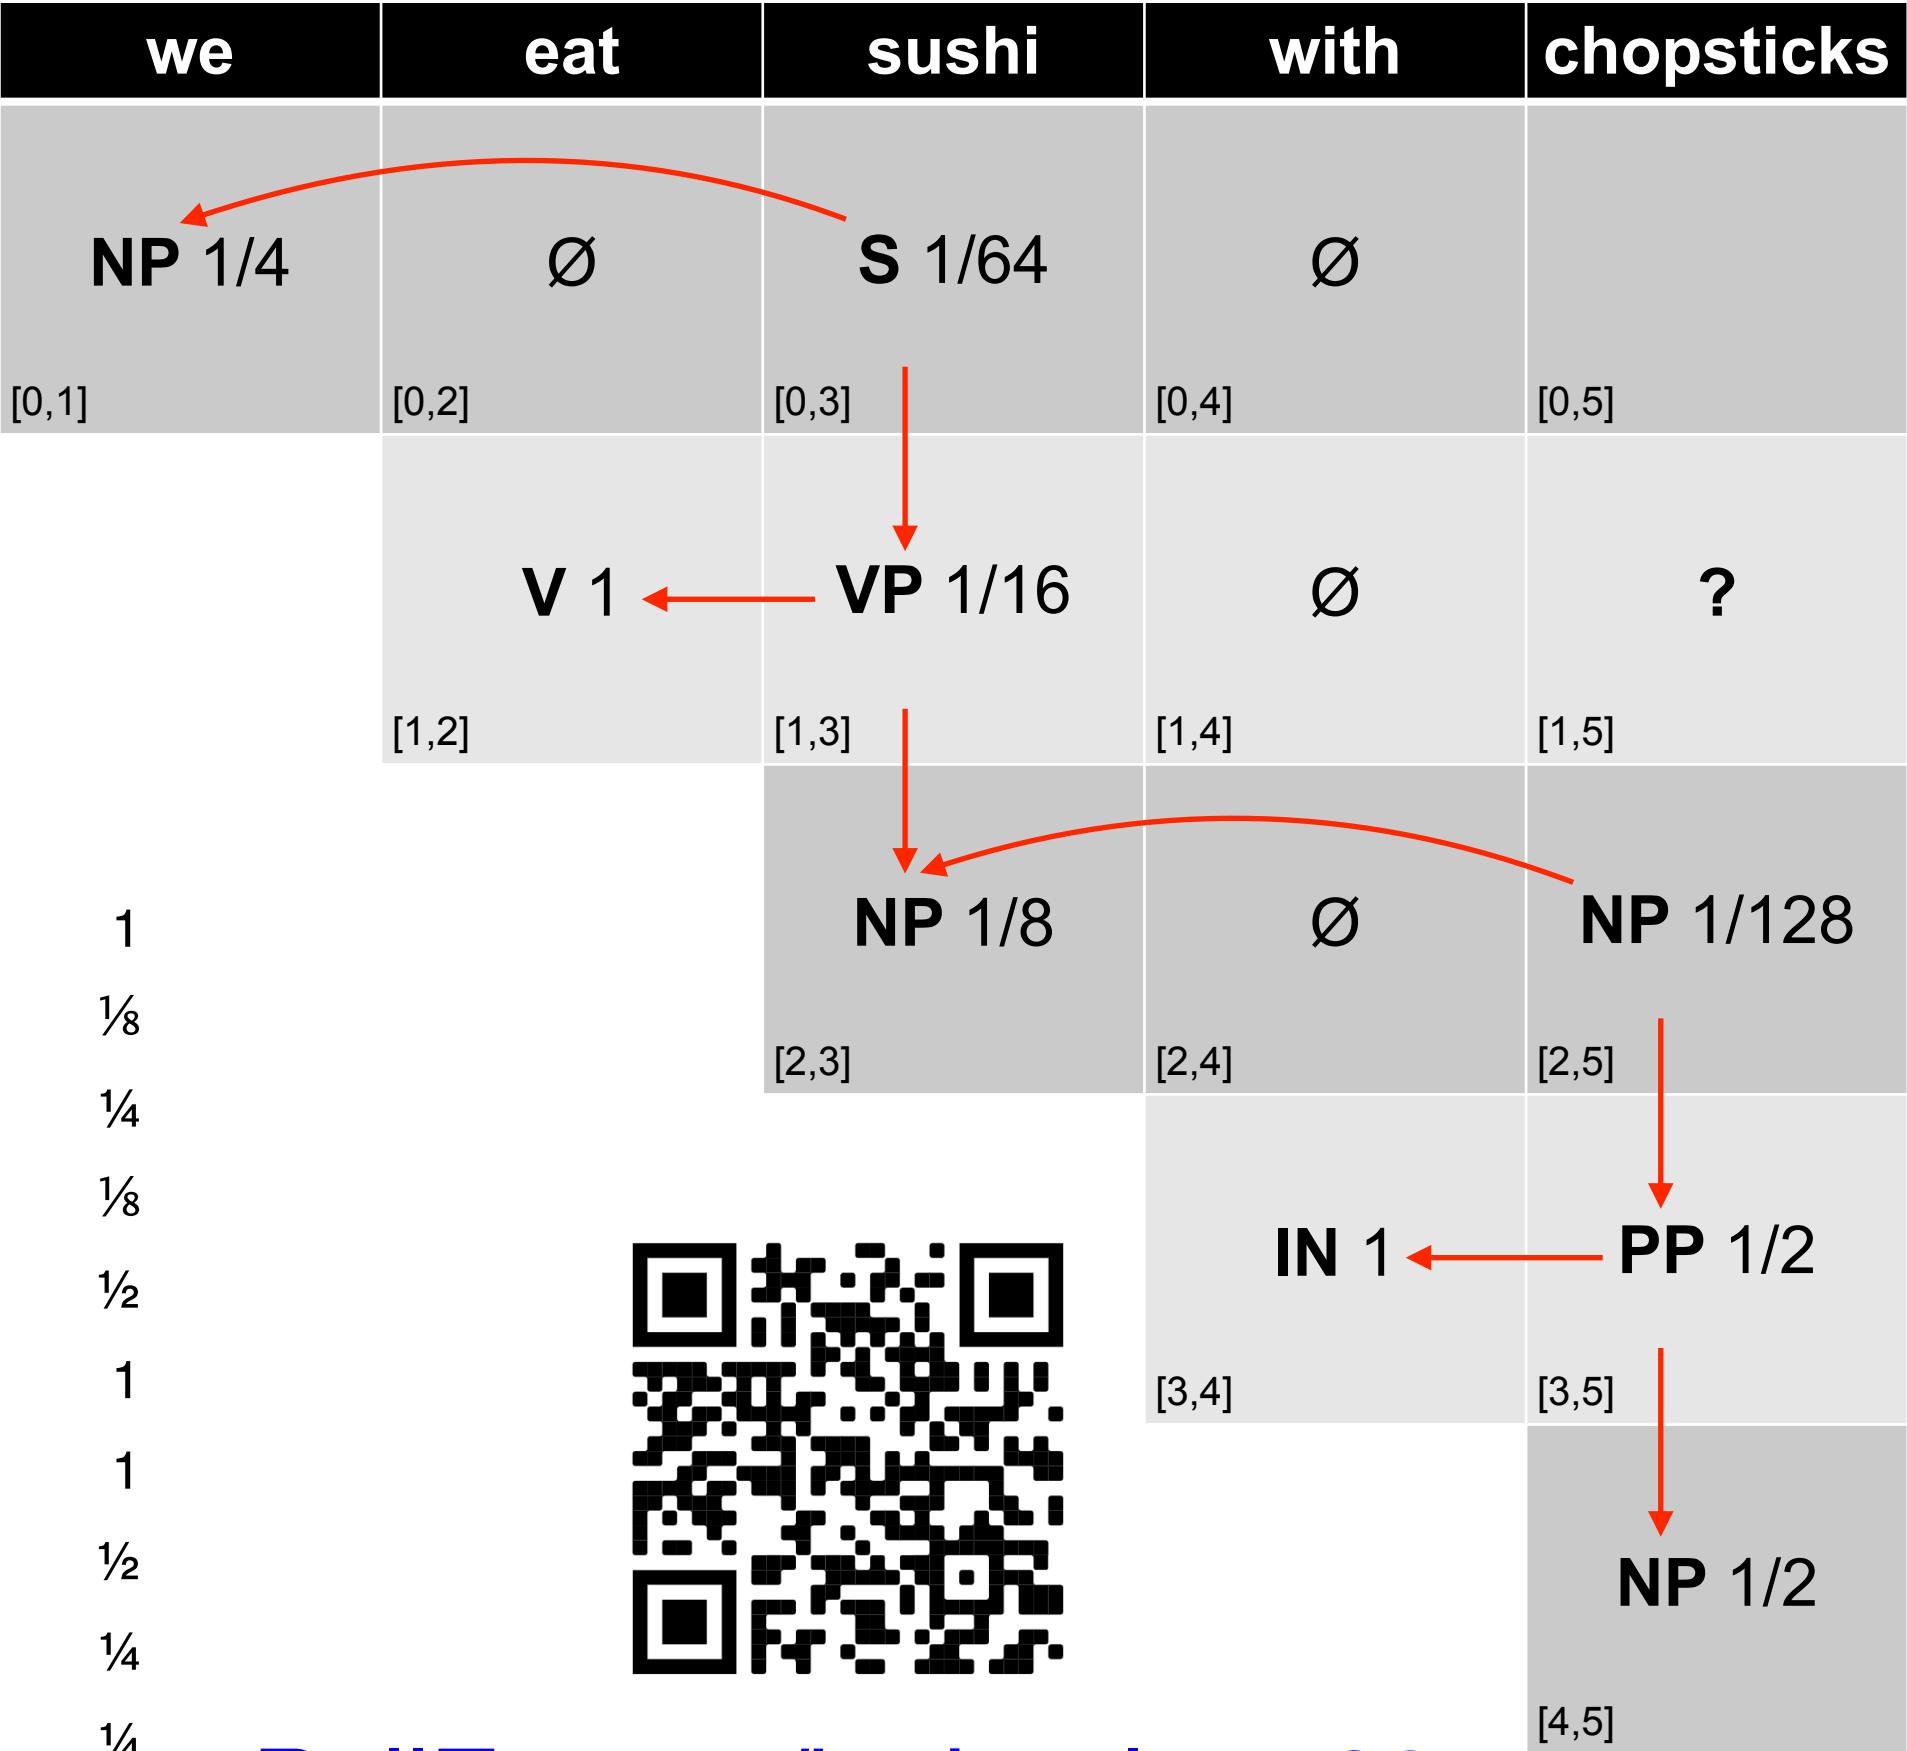 we eat sushi with chopsticks
NP 1/4 Ø S 1/64 Ø
[0,1] [0,2] [0,3] [0,4] [0,5]
V 1 VP 1/16 Ø ?
[1,2] [1,3] [1,4] [1,5]
1 NP 1/8 Ø NP 1/128
⅛
[2,3] [2,4] [2,5]
¼
⅛
½ IN 1 PP 1/2
1 [3,4] [3,5]
1
½ NP 1/2
¼
¼ [4,5]